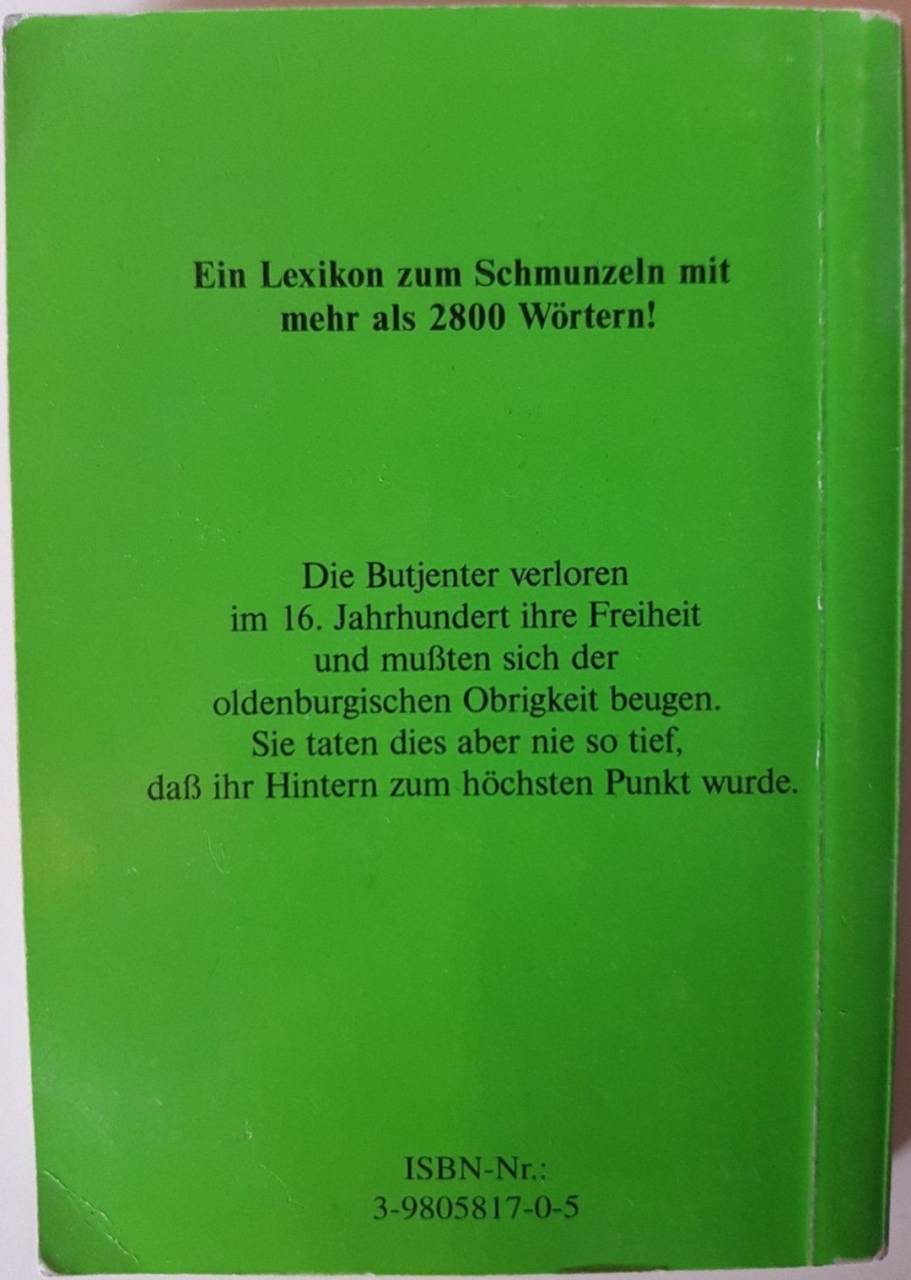 Ein Lexikon zum Schmunzeln mit
mehr als 2800 Wörtern!
Die Butjenter verloren
im 16. Jahrhundert ihre Freiheit
und mußten sich der
oldenburgischen Obrigkeit beugen.
Sie taten dies aber nie so tief,
daß ihr Hintern zum höchsten Punkt wurde.
ISBN-Nr.:
3-9805817-0-5